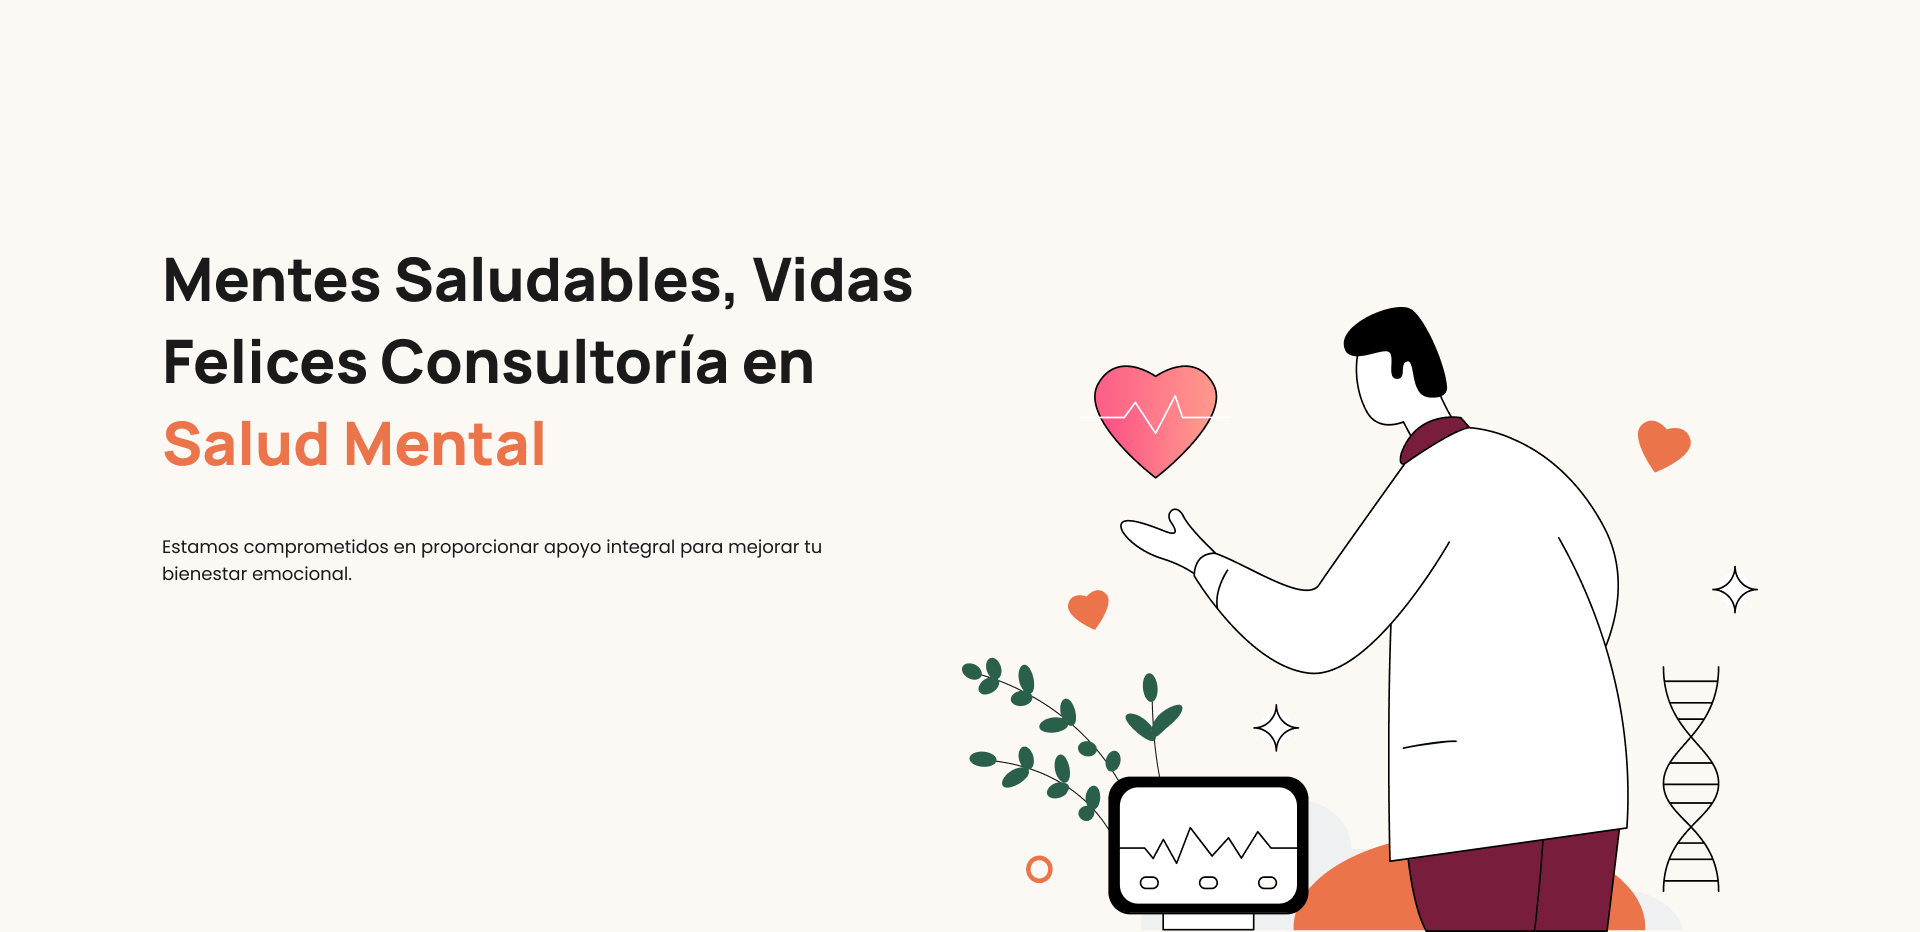 Mentes Saludables, Vidas
Felices Consultoría en
Salud Mental
Estamos comprometidos en proporcionar apoyo integral para mejorar tu
bienestar emocional.